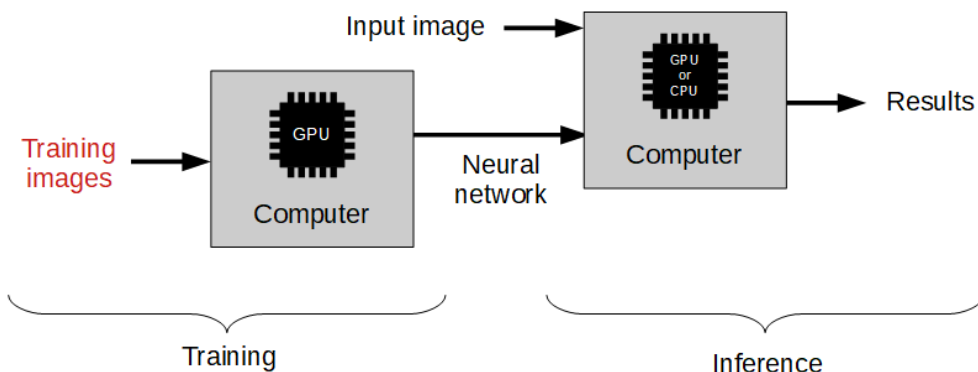 Input image
GPU
or
CPU
Computer
Results
Training
images
GPU
Computer
Neural
network
Training
Inference